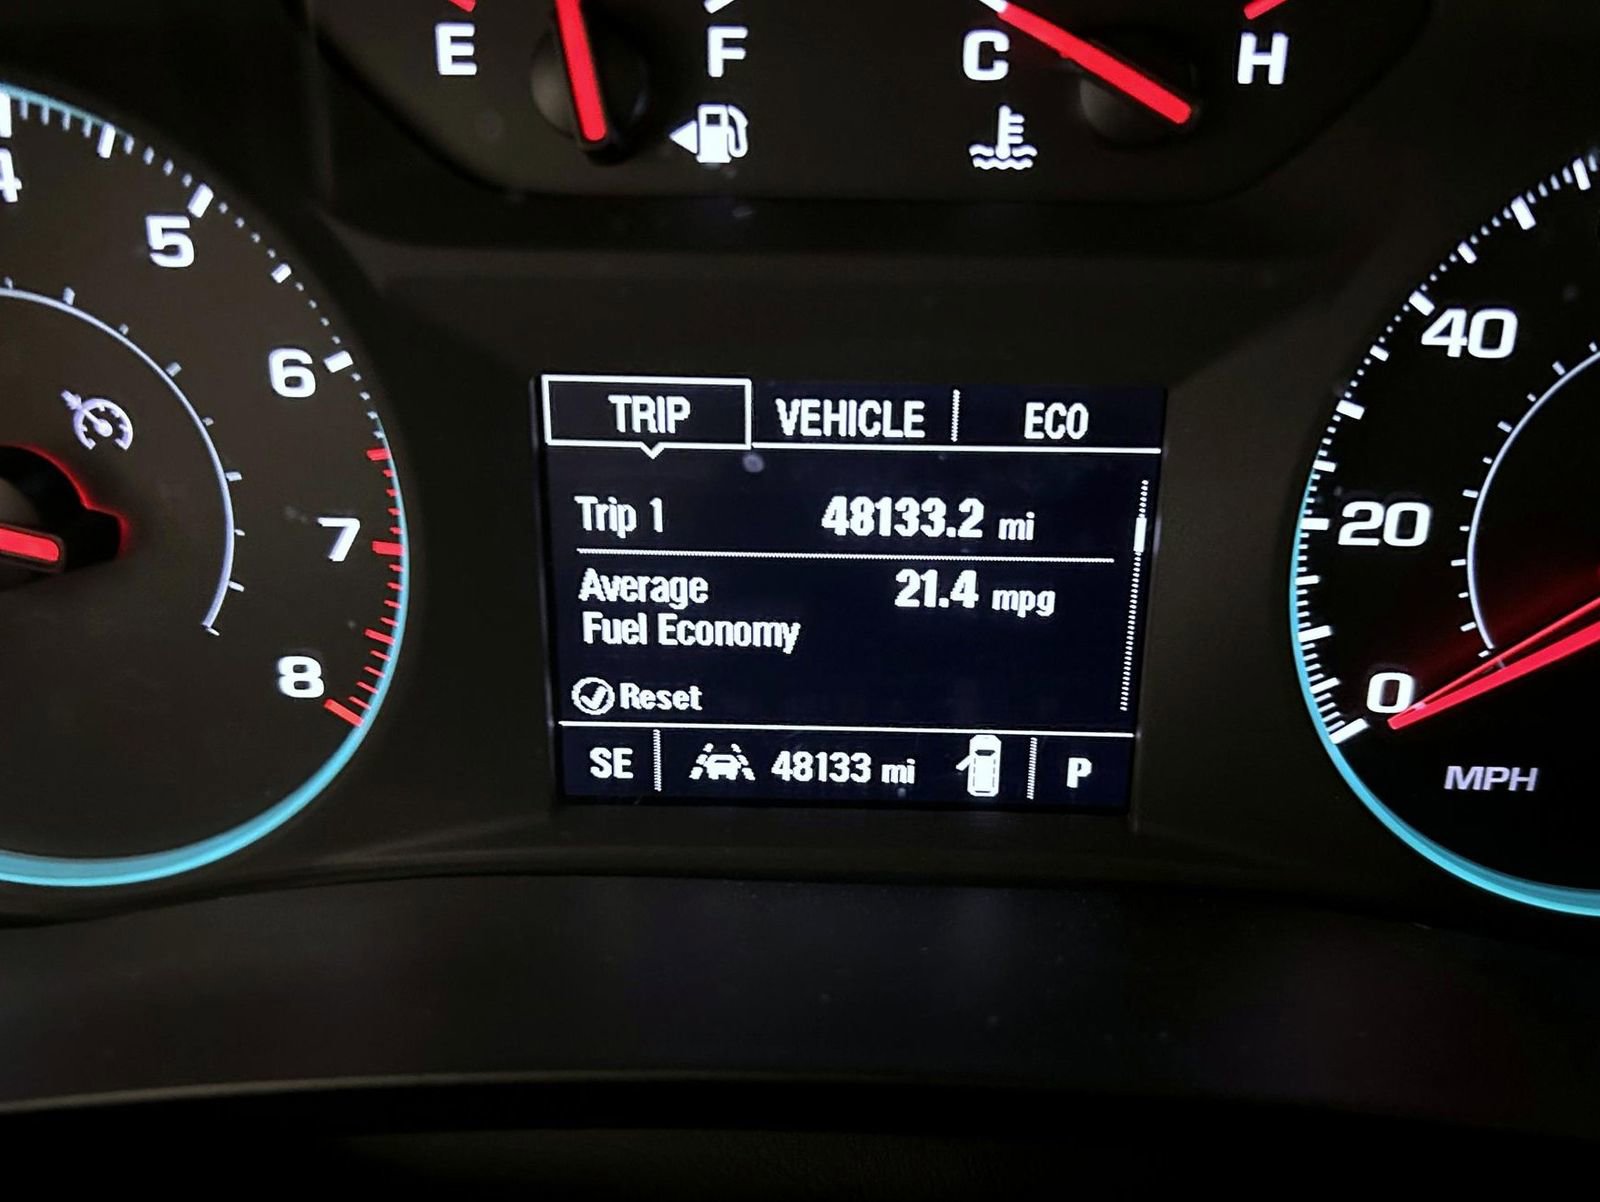 E F C H
4
5
6
7
8
40
20
0
MPH
TRIP VEHICLE ECO
Trip 1 48133.2 mi
Average 21.4 mpg
Fuel Economy
Reset
SE 48133 mi P